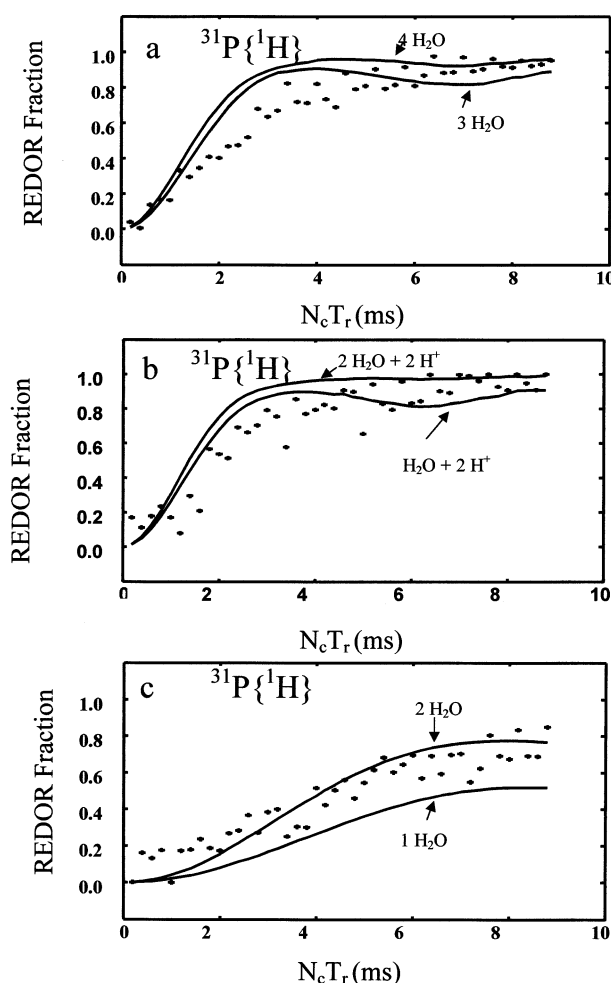 a
³¹P{¹H}
4 H₂O
3 H₂O
REDOR Fraction
1.0
0.8
0.6
0.4
0.2
0.0
0 2 4 6 8 10
NcTr (ms)
b
³¹P{¹H}
2 H₂O + 2 H⁺
H₂O + 2 H⁺
REDOR Fraction
1.0
0.8
0.6
0.4
0.2
0.0
0 2 4 6 8 10
NcTr (ms)
c
³¹P{¹H}
2 H₂O
1 H₂O
REDOR Fraction
1.0
0.8
0.6
0.4
0.2
0.0
0 2 4 6 8 10
NcTr (ms)